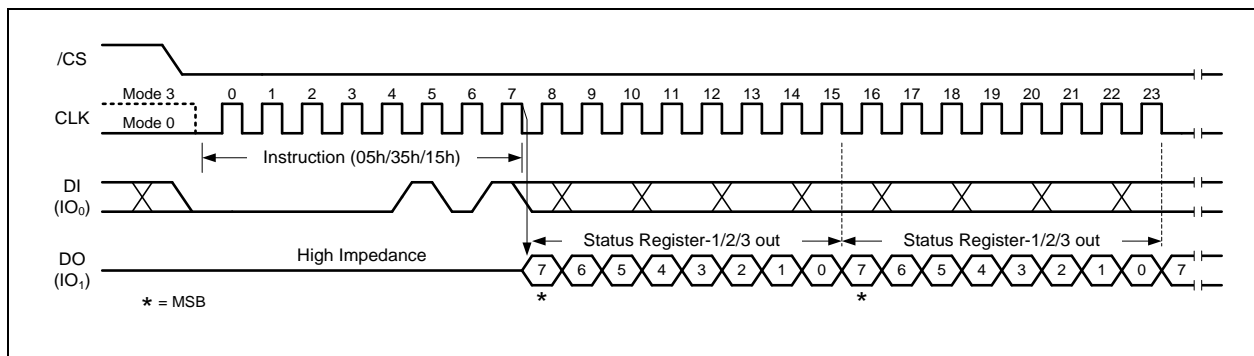 /CS
Mode 3 0 1 2 3 4 5 6 7 8 9 10 11 12 13 14 15 16 17 18 19 20 21 22 23
CLK
Mode 0
Instruction (05h/35h/15h)
DI
(IO₀)
Status Register-1/2/3 out Status Register-1/2/3 out
High Impedance
DO
(IO₁)
7 6 5 4 3 2 1 0 7 6 5 4 3 2 1 0 7
* *
* = MSB